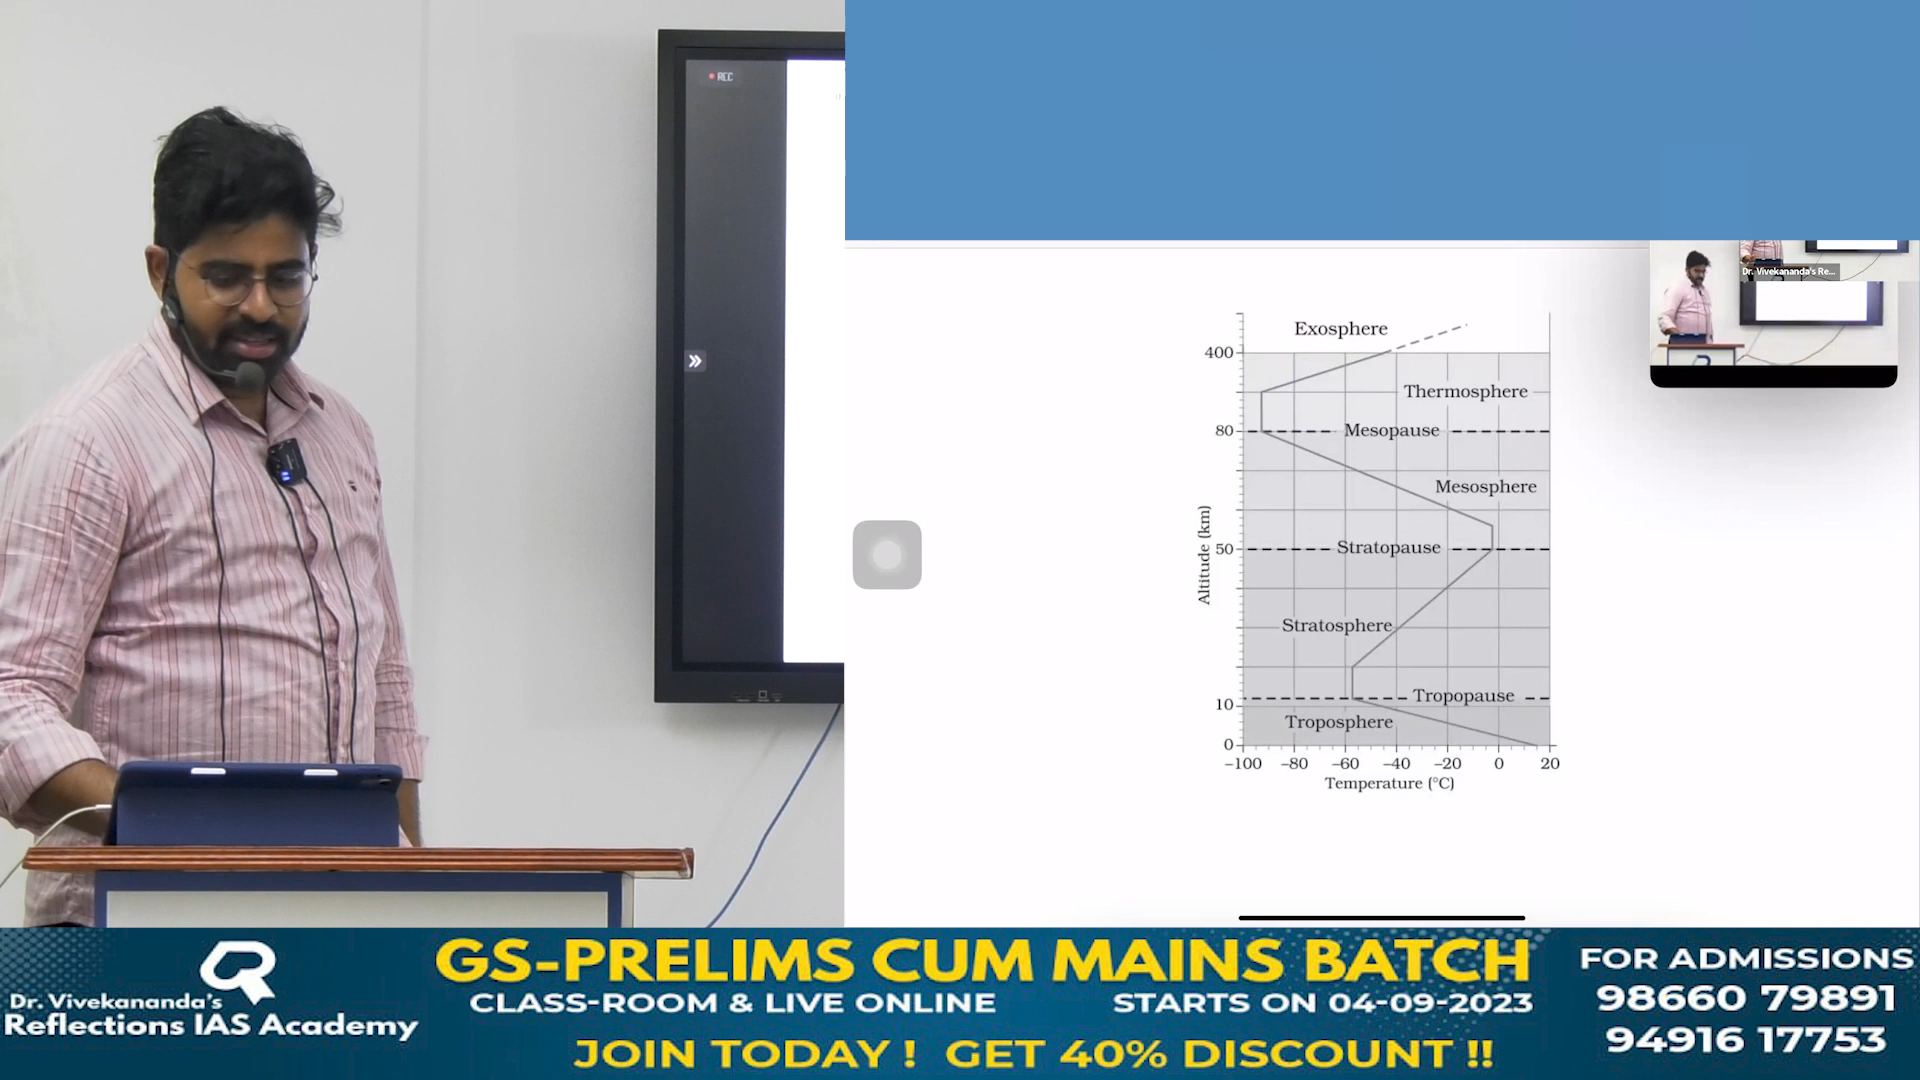 REC
Dr. Vivekananda's Re...
Exosphere
400
Thermosphere
80
Mesopause
Mesosphere
Altitude (km)
50
Stratopause
Stratosphere
Tropopause
10
Troposphere
0
−100 −80 −60 −40 −20 0 20
Temperature (°C)
Dr. Vivekananda's
Reflections IAS Academy
GS-PRELIMS CUM MAINS BATCH
CLASS-ROOM & LIVE ONLINE STARTS ON 04-09-2023
JOIN TODAY ! GET 40% DISCOUNT !!
FOR ADMISSIONS
98660 79891
94916 17753